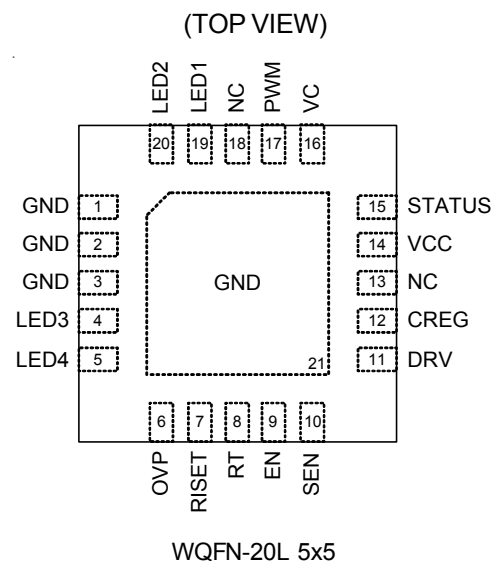 (TOP VIEW)
LED2
LED1
NC
PWM
VC
20
19
18
17
16
GND 1
GND 2
GND 3
LED3 4
LED4 5
GND
21
15 STATUS
14 VCC
13 NC
12 CREG
11 DRV
6
7
8
9
10
OVP
RISET
RT
EN
SEN
WQFN-20L 5x5